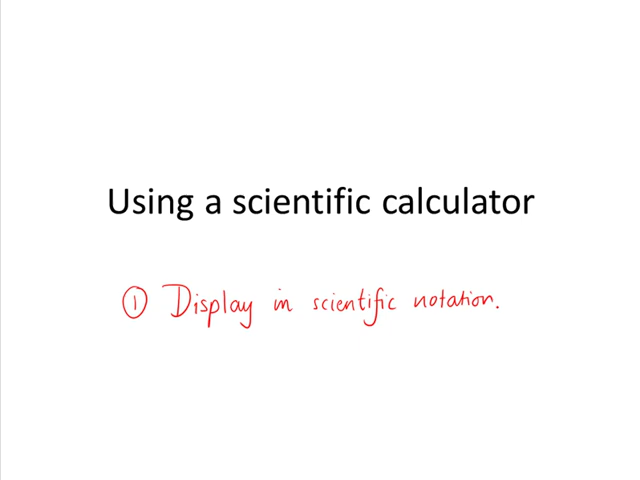 Using a scientific calculator
① Display in scientific notation.